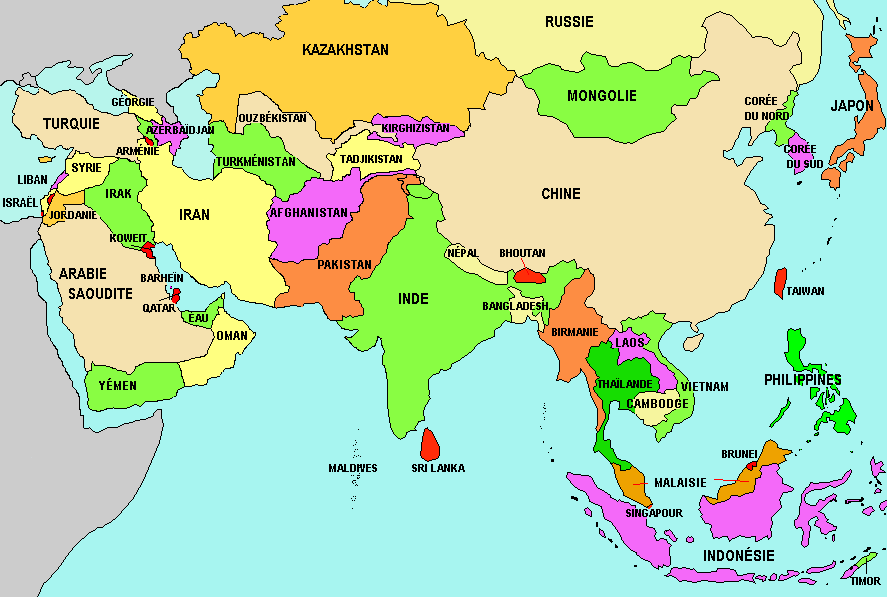 RUSSIE
KAZAKHSTAN
MONGOLIE
GÉORGIE
CORÉE
DU NORD
JAPON
TURQUIE
AZERBAÏDJAN
OUZBÉKISTAN
KIRGHIZISTAN
ARMÉNIE
CORÉE
DU SUD
TURKMÉNISTAN
TADJIKISTAN
SYRIE
LIBAN
IRAK
CHINE
ISRAËL
JORDANIE
IRAN
AFGHANISTAN
KOWEIT
NÉPAL
BHOUTAN
ARABIE
SAOUDITE
BARHEÏN
PAKISTAN
QATAR
INDE
BANGLADESH
TAIWAN
EAU
OMAN
BIRMANIE
LAOS
YÉMEN
THAÏLANDE
VIETNAM
PHILIPPINES
CAMBODGE
MALDIVES
SRI LANKA
BRUNEI
MALAISIE
SINGAPOUR
INDONÉSIE
TIMOR